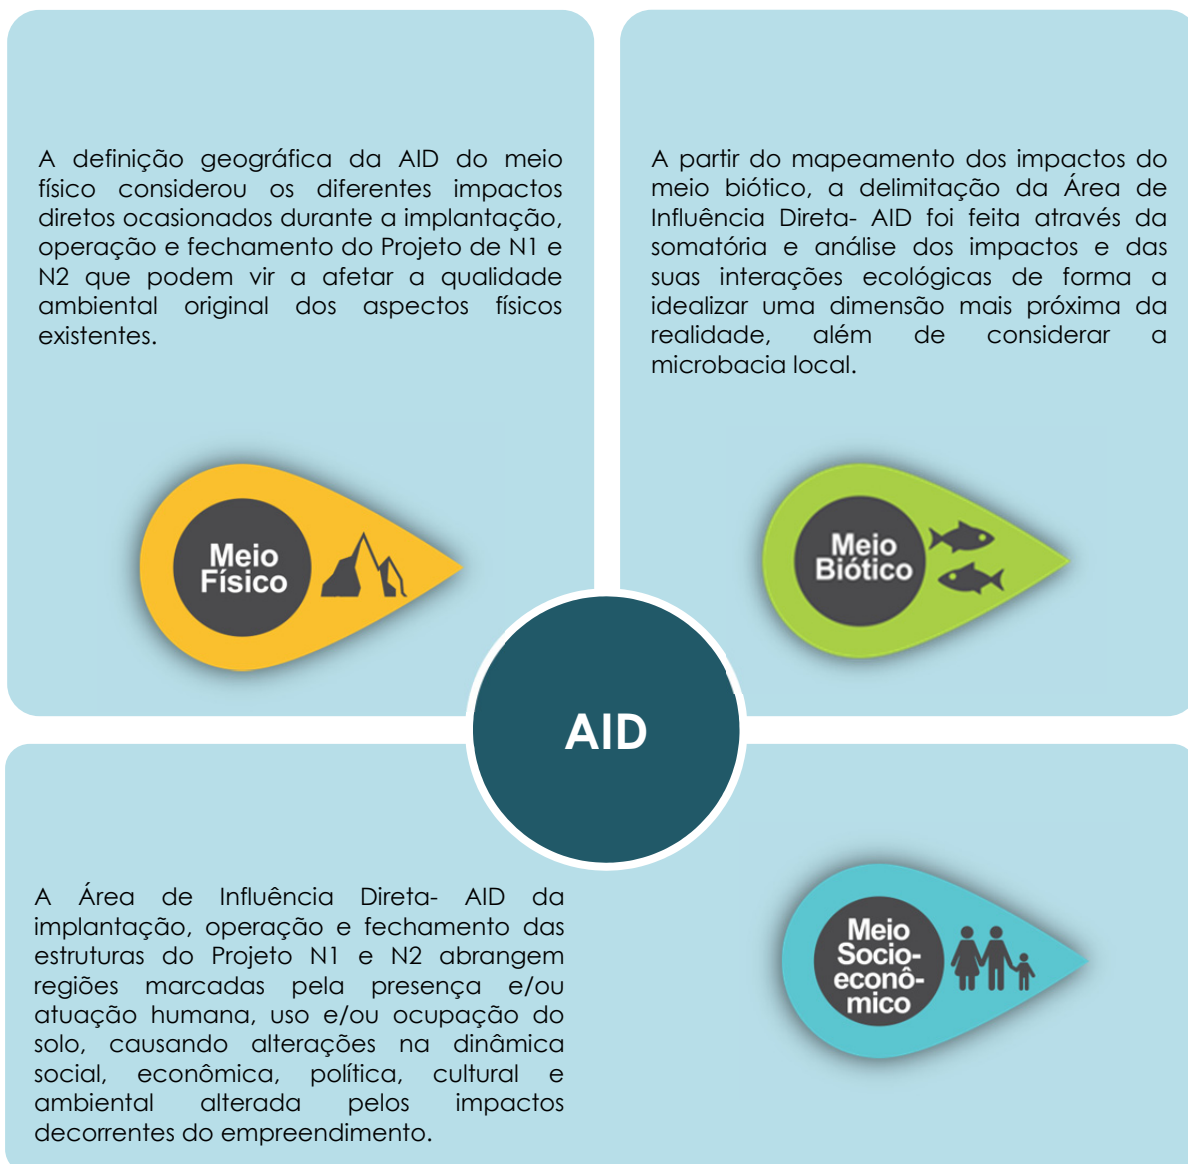 A definição geográfica da AID do meio
físico considerou os diferentes impactos
diretos ocasionados durante a implantação,
operação e fechamento do Projeto de N1 e
N2 que podem vir a afetar a qualidade
ambiental original dos aspectos físicos
existentes.
Meio
Físico
A partir do mapeamento dos impactos do
meio biótico, a delimitação da Área de
Influência Direta- AID foi feita através da
somatória e análise dos impactos e das
suas interações ecológicas de forma a
idealizar uma dimensão mais próxima da
realidade, além de considerar a
microbacia local.
Meio
Biótico
AID
A Área de Influência Direta- AID da
implantação, operação e fechamento das
estruturas do Projeto N1 e N2 abrangem
regiões marcadas pela presença e/ou
atuação humana, uso e/ou ocupação do
solo, causando alterações na dinâmica
social, econômica, política, cultural e
ambiental alterada pelos impactos
decorrentes do empreendimento.
Meio
Socio-
econô-
mico